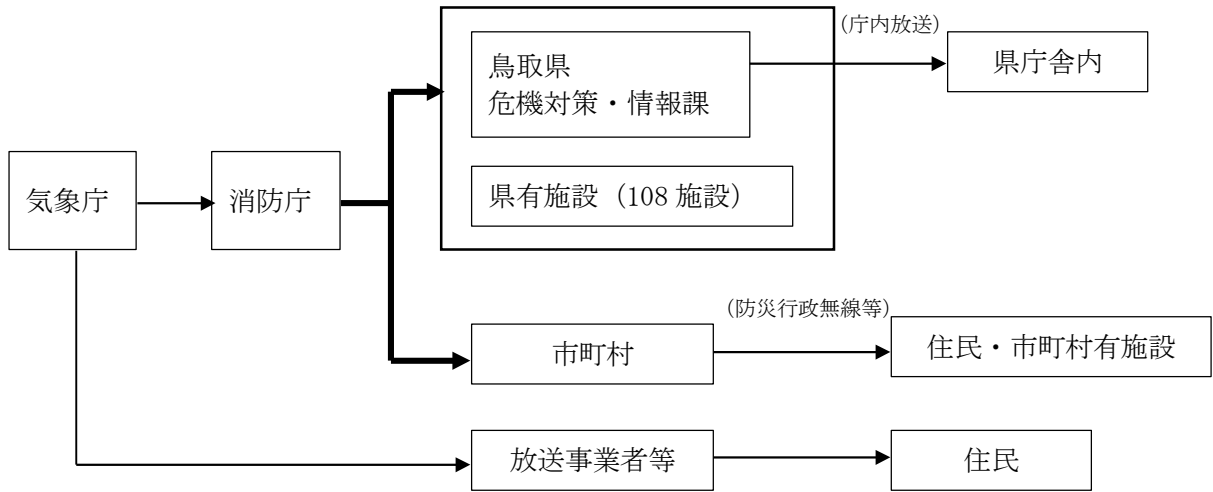 (庁内放送)
鳥取県
危機対策・情報課
県庁舎内
県有施設（108 施設）
気象庁
消防庁
(防災行政無線等)
市町村
住民・市町村有施設
放送事業者等
住民